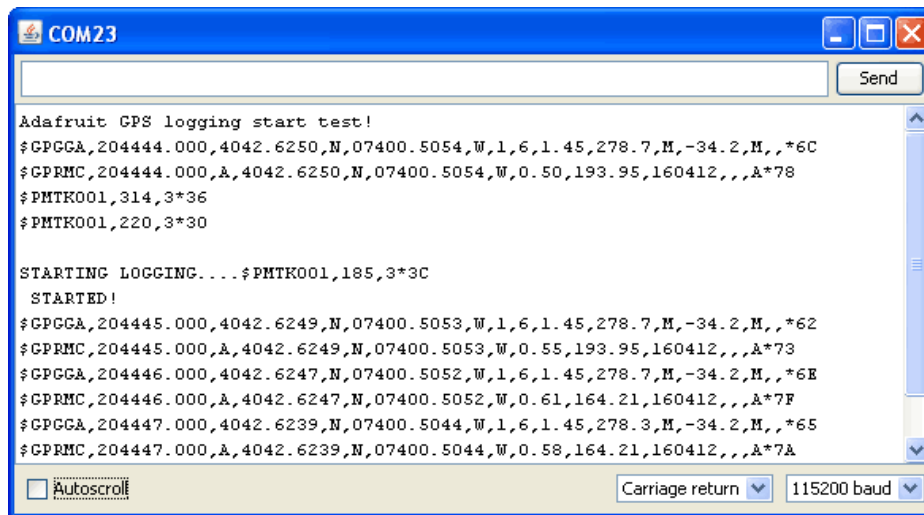 COM23
Send
Adafruit GPS logging start test!
$GPGGA,204444.000,4042.6250,N,07400.5054,W,1,6,1.45,278.7,M,-34.2,M,,*6C
$GPRMC,204444.000,A,4042.6250,N,07400.5054,W,0.50,193.95,160412,,,A*78
$PMTK001,314,3*36
$PMTK001,220,3*30
STARTING LOGGING....$PMTK001,185,3*3C
STARTED!
$GPGGA,204445.000,4042.6249,N,07400.5053,W,1,6,1.45,278.7,M,-34.2,M,,*62
$GPRMC,204445.000,A,4042.6249,N,07400.5053,W,0.55,193.95,160412,,,A*73
$GPGGA,204446.000,4042.6247,N,07400.5052,W,1,6,1.45,278.7,M,-34.2,M,,*6E
$GPRMC,204446.000,A,4042.6247,N,07400.5052,W,0.61,164.21,160412,,,A*7F
$GPGGA,204447.000,4042.6239,N,07400.5044,W,1,6,1.45,278.3,M,-34.2,M,,*65
$GPRMC,204447.000,A,4042.6239,N,07400.5044,W,0.58,164.21,160412,,,A*7A
Autoscroll
Carriage return
115200 baud